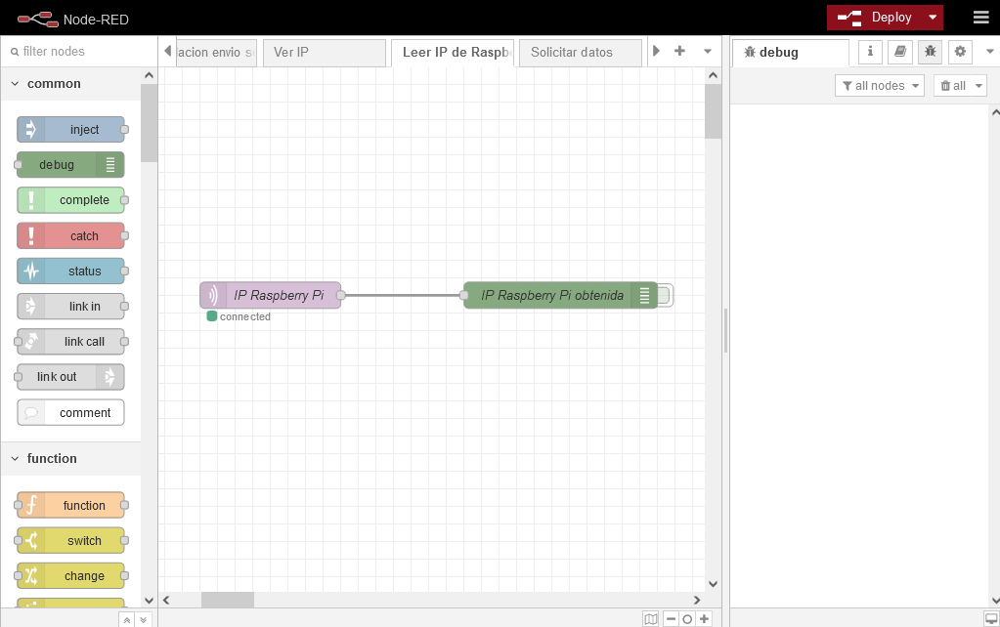 Node-RED
Deploy
filter nodes
acion envio s
Ver IP
Leer IP de Raspb
Solicitar datos
debug
i
common
all nodes
all
inject
debug
complete
catch
status
link in
link call
link out
comment
IP Raspberry Pi
IP Raspberry Pi obtenida
connected
function
function
switch
change